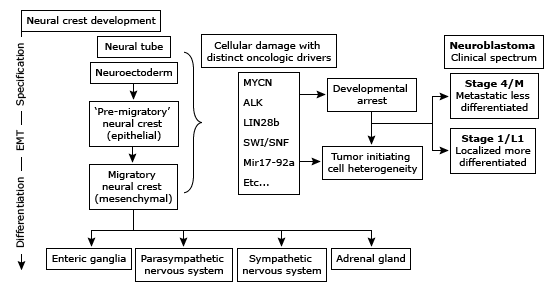 Neural crest development
Specification
EMT
Differentiation
Neural tube
Neuroectoderm
‘Pre-migratory’
neural crest
(epithelial)
Migratory
neural crest
(mesenchymal)
Enteric ganglia
Parasympathetic
nervous system
Sympathetic
nervous system
Adrenal gland
Cellular damage with
distinct oncologic drivers
MYCN
ALK
LIN28b
SWI/SNF
Mir17-92a
Etc...
Developmental
arrest
Tumor initiating
cell heterogeneity
Neuroblastoma
Clinical spectrum
Stage 4/M
Metastatic less
differentiated
Stage 1/L1
Localized more
differentiated